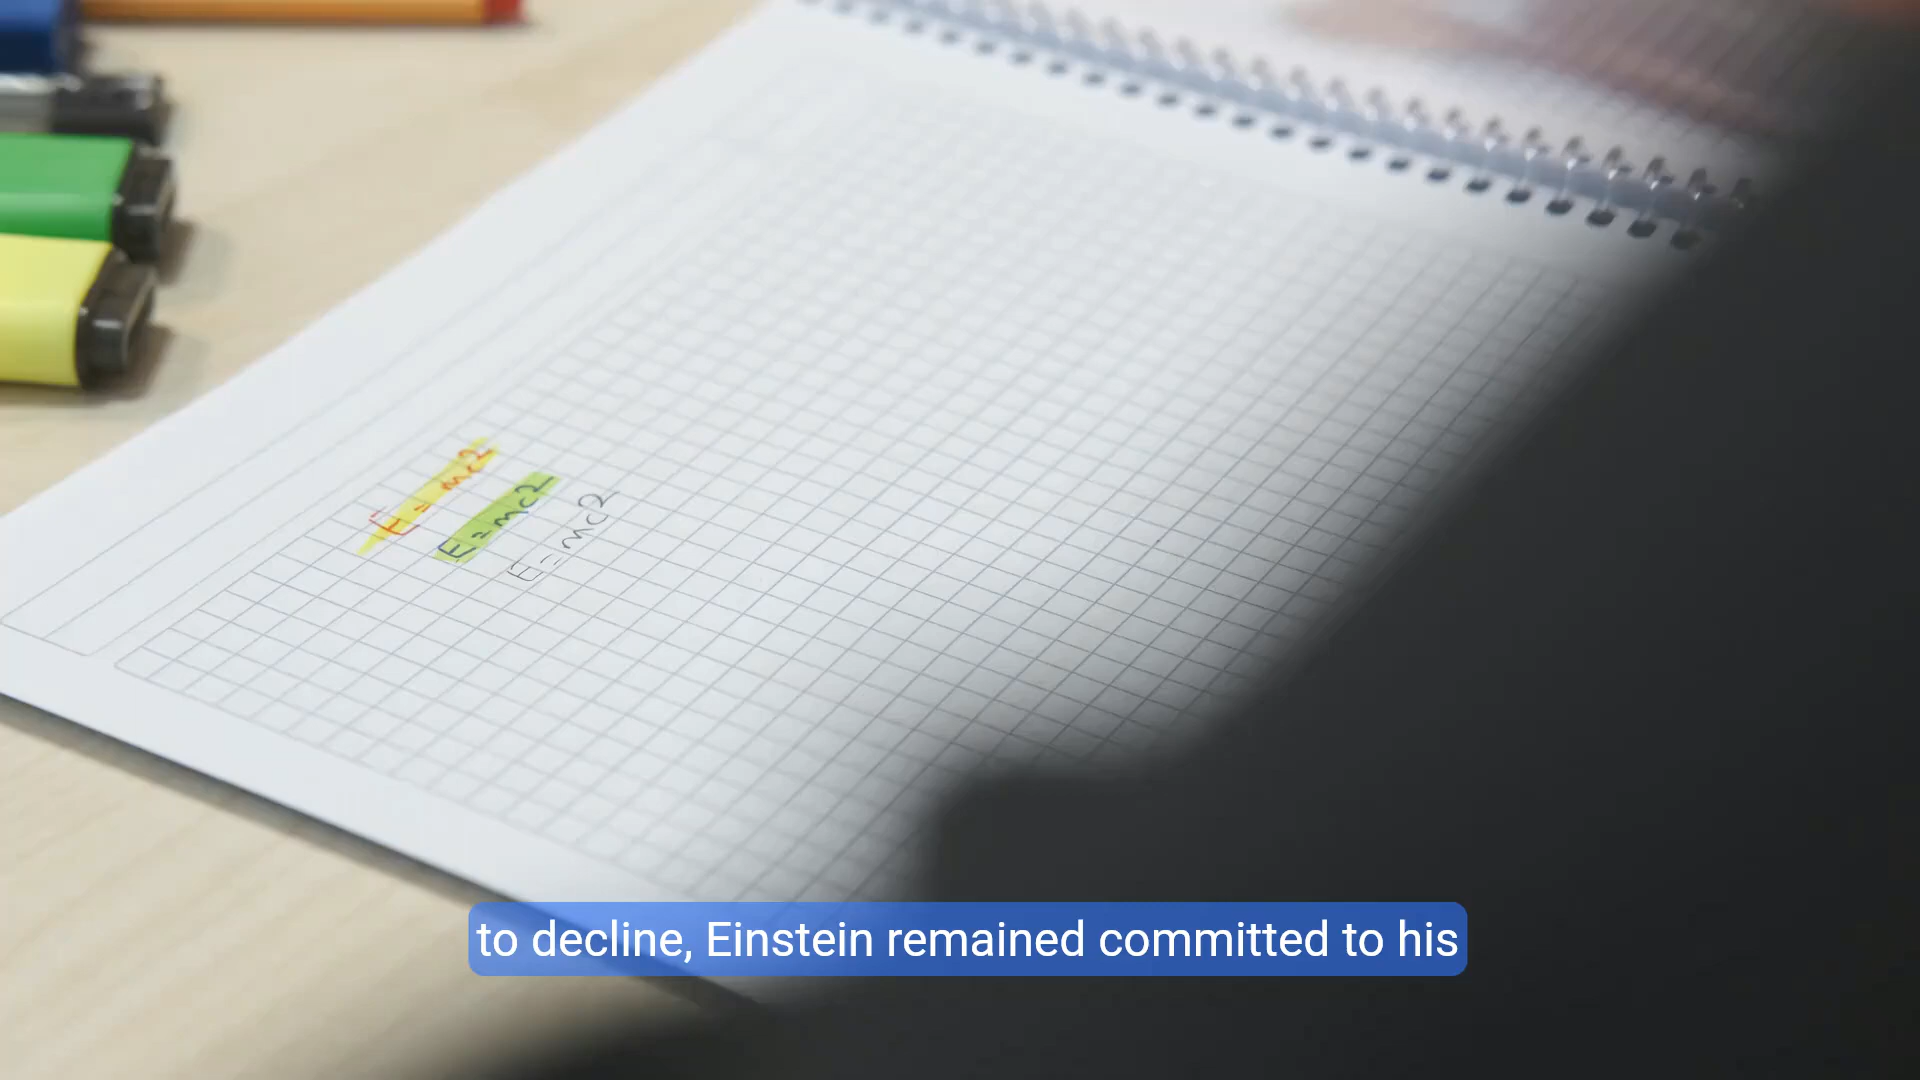 E = mc2
E = mc2
E = mc2
to decline, Einstein remained committed to his